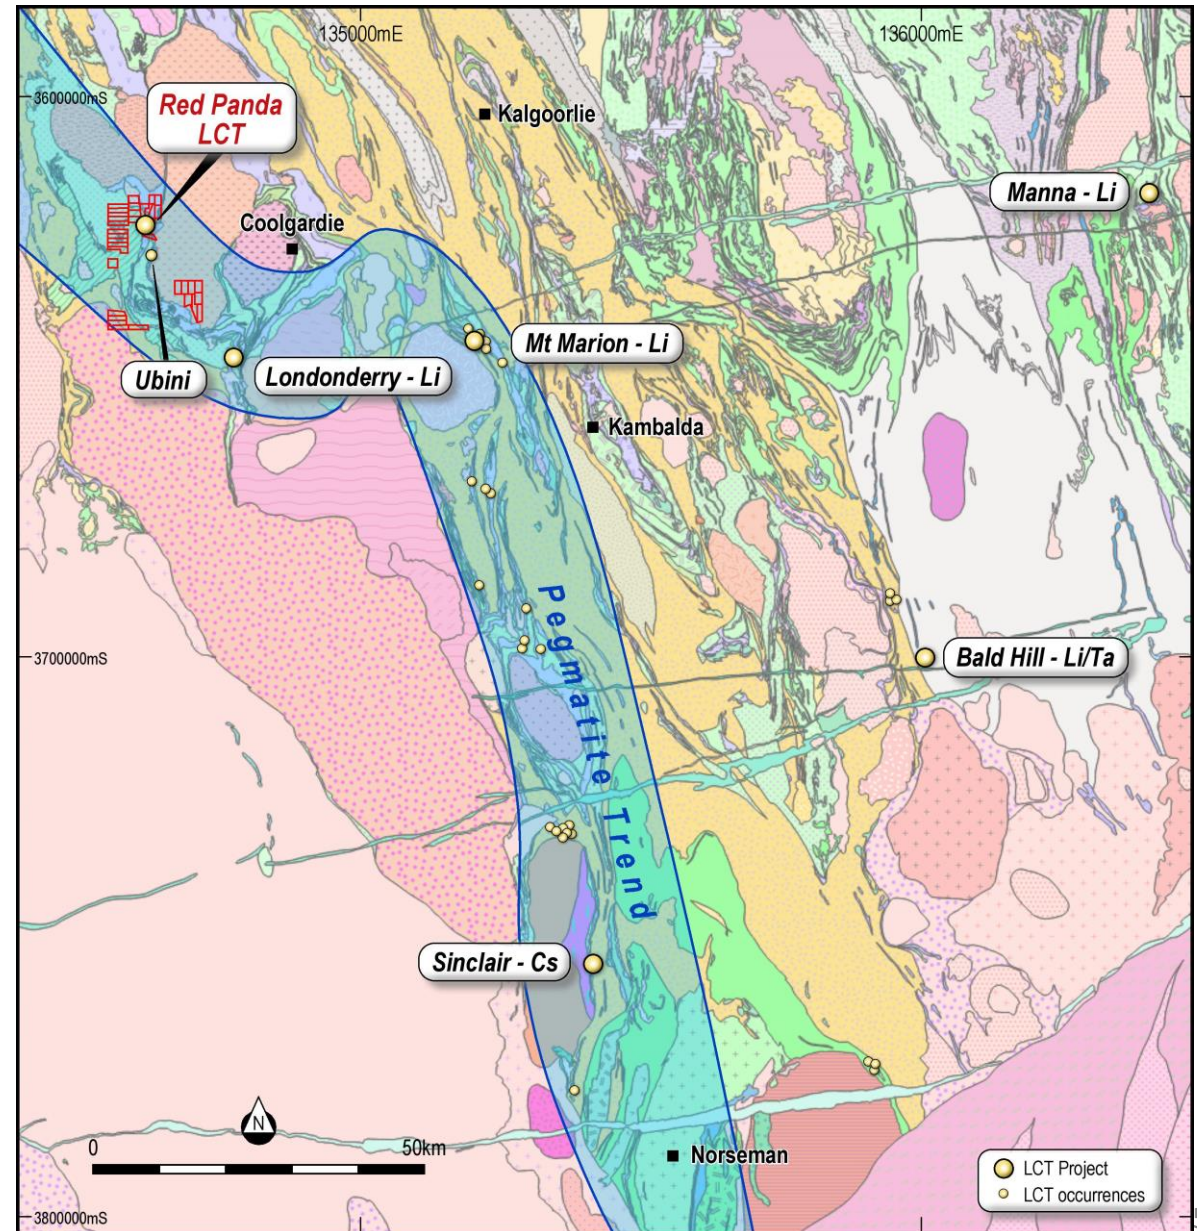 135000mE
136000mE
3600000mS
Red Panda
LCT
Kalgoorlie
Manna - Li
Coolgardie
Mt Marion - Li
Ubini
Londonderry - Li
Kambalda
Pegmatite Trend
3700000mS
Bald Hill - Li/Ta
Sinclair - Cs
N
0
50km
Norseman
LCT Project
LCT occurrences
3800000mS